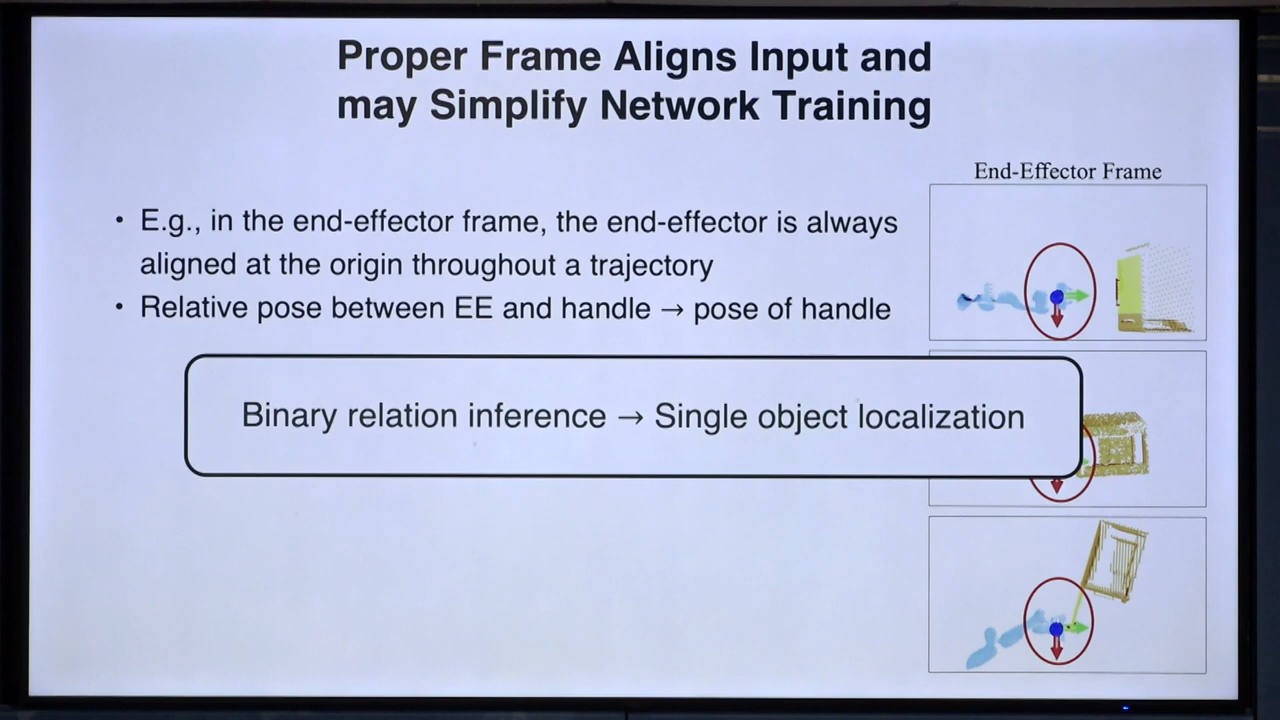 Proper Frame Aligns Input and
may Simplify Network Training
End-Effector Frame
• E.g., in the end-effector frame, the end-effector is always
aligned at the origin throughout a trajectory
• Relative pose between EE and handle → pose of handle
Binary relation inference → Single object localization